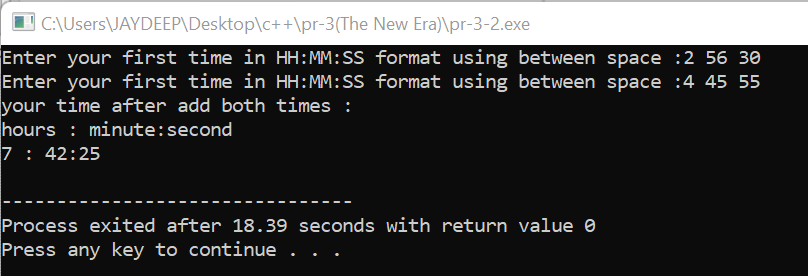 C:\Users\JAYDEEP\Desktop\c++\pr-3(The New Era)\pr-3-2.exe
Enter your first time in HH:MM:SS format using between space :2 56 30
Enter your first time in HH:MM:SS format using between space :4 45 55
your time after add both times :
hours : minute:second
7 : 42:25

--------------------------------
Process exited after 18.39 seconds with return value 0
Press any key to continue . . .